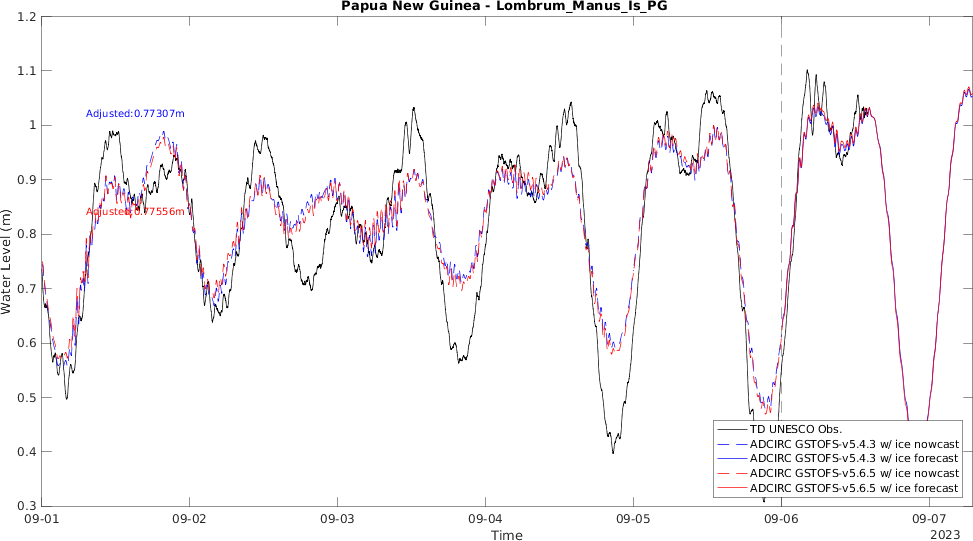 Papua New Guinea - Lombrum_Manus_Is_PG
Water Level (m)
1.2
1.1
1
0.9
0.8
0.7
0.6
0.5
0.4
0.3
Adjusted:0.77307m
Adjusted:0.77556m
TD UNESCO Obs.
ADCIRC GSTOFS-v5.4.3 w/ ice nowcast
ADCIRC GSTOFS-v5.4.3 w/ ice forecast
ADCIRC GSTOFS-v5.6.5 w/ ice nowcast
ADCIRC GSTOFS-v5.6.5 w/ ice forecast
09-01 09-02 09-03 09-04 09-05 09-06 09-07
Time
2023